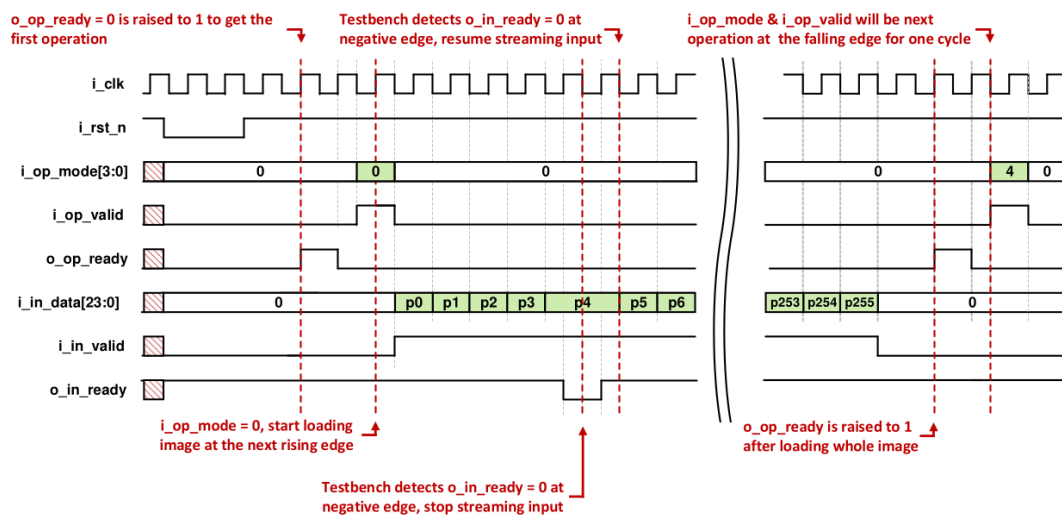 o_op_ready = 0 is raised to 1 to get the
first operation
Testbench detects o_in_ready = 0 at
negative edge, resume streaming input
i_op_mode & i_op_valid will be next
operation at the falling edge for one cycle
i_clk
i_rst_n
i_op_mode[3:0]
0 0 0 0 4 0
i_op_valid
o_op_ready
i_in_data[23:0]
0 p0 p1 p2 p3 p4 p5 p6 p253 p254 p255 0
i_in_valid
o_in_ready
i_op_mode = 0, start loading
image at the next rising edge
o_op_ready is raised to 1
after loading whole image
Testbench detects o_in_ready = 0 at
negative edge, stop streaming input